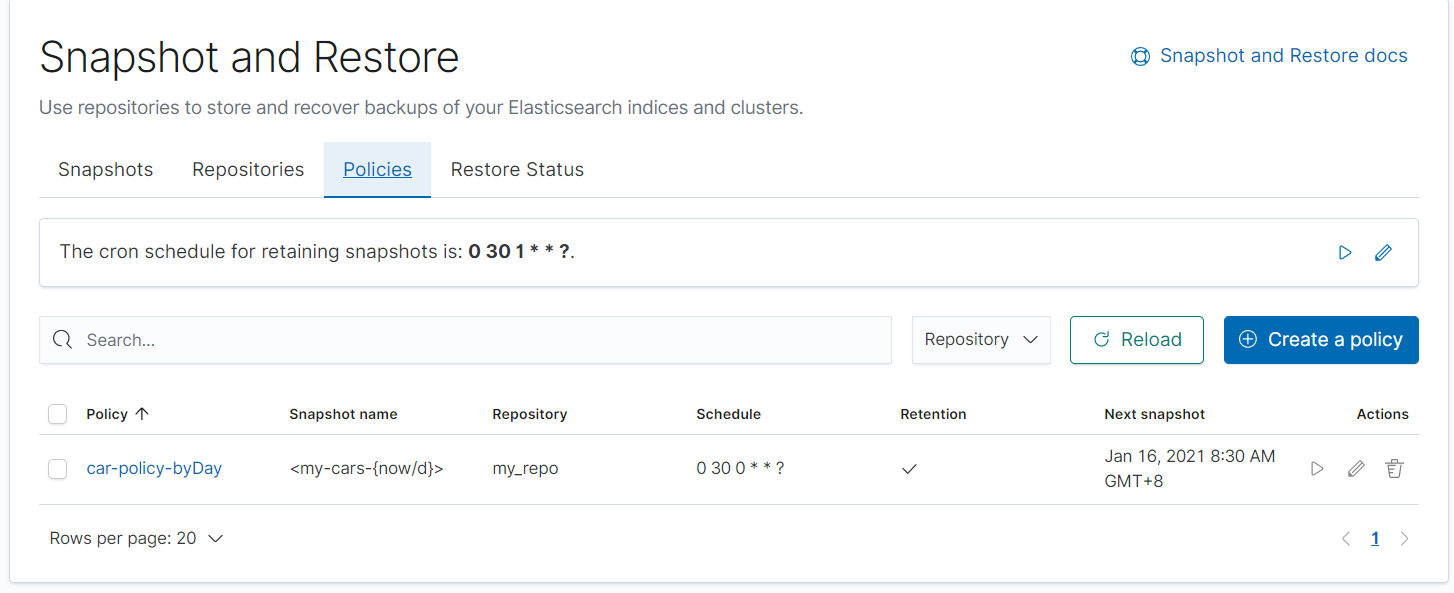 Snapshot and Restore
Snapshot and Restore docs
Use repositories to store and recover backups of your Elasticsearch indices and clusters.
Snapshots Repositories Policies Restore Status
The cron schedule for retaining snapshots is: 0 30 1 * * ?.
Search... Repository Reload Create a policy
Policy Snapshot name Repository Schedule Retention Next snapshot Actions
car-policy-byDay <my-cars-{now/d}> my_repo 0 30 0 * * ? Jan 16, 2021 8:30 AM
GMT+8
Rows per page: 20 1